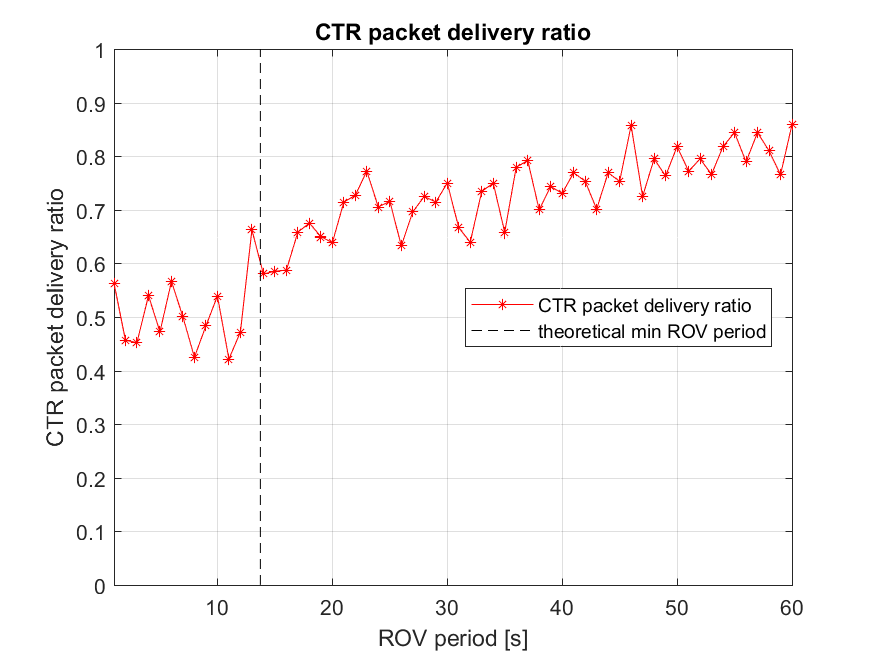 CTR packet delivery ratio
1
0.9
0.8
0.7
0.6
0.5
0.4
0.3
0.2
0.1
0
CTR packet delivery ratio
CTR packet delivery ratio
theoretical min ROV period
10 20 30 40 50 60
ROV period [s]